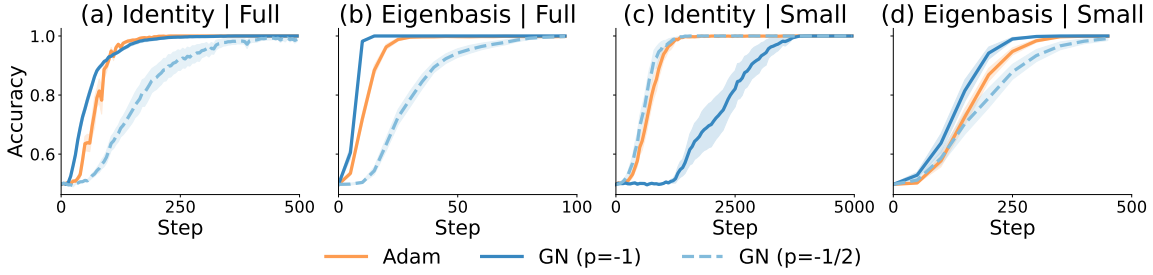 (a) Identity | Full
(b) Eigenbasis | Full
(c) Identity | Small
(d) Eigenbasis | Small
Accuracy
1.0
0.8
0.6
0 250 500
0 50 100
0 2500 5000
0 250 500
Step
Step
Step
Step
Adam
GN (p=-1)
GN (p=-1/2)